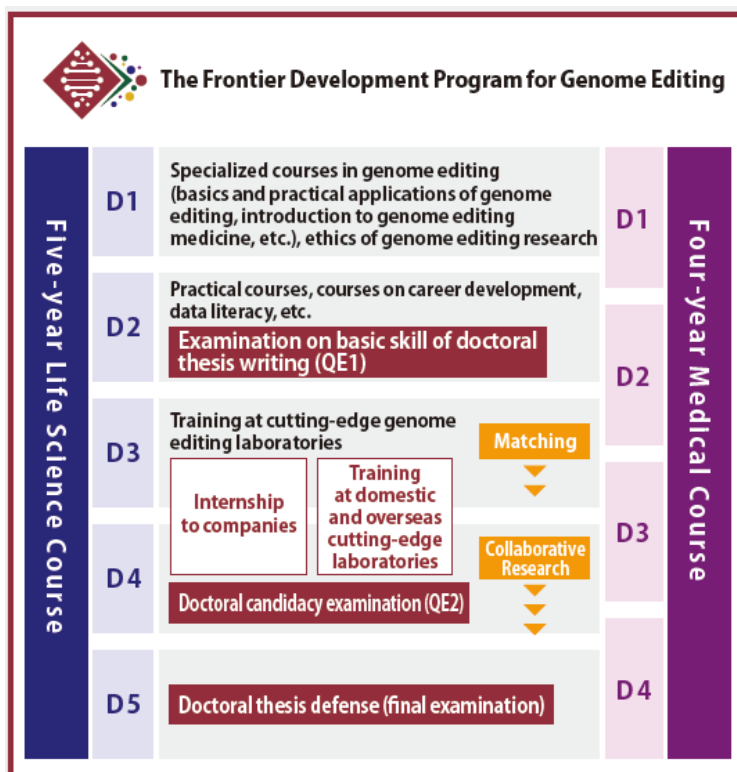 The Frontier Development Program for Genome Editing
Five-year Life Science Course
D1
Specialized courses in genome editing
(basics and practical applications of genome
editing, introduction to genome editing
medicine, etc.), ethics of genome editing research
D2
Practical courses, courses on career development,
data literacy, etc.
Examination on basic skill of doctoral
thesis writing (QE1)
D3
Training at cutting-edge genome
editing laboratories
Matching
Internship
to companies
Training
at domestic
and overseas
cutting-edge
laboratories
D4
Collaborative
Research
Doctoral candidacy examination (QE2)
D5
Doctoral thesis defense (final examination)
D1
D2
D3
D4
Four-year Medical Course